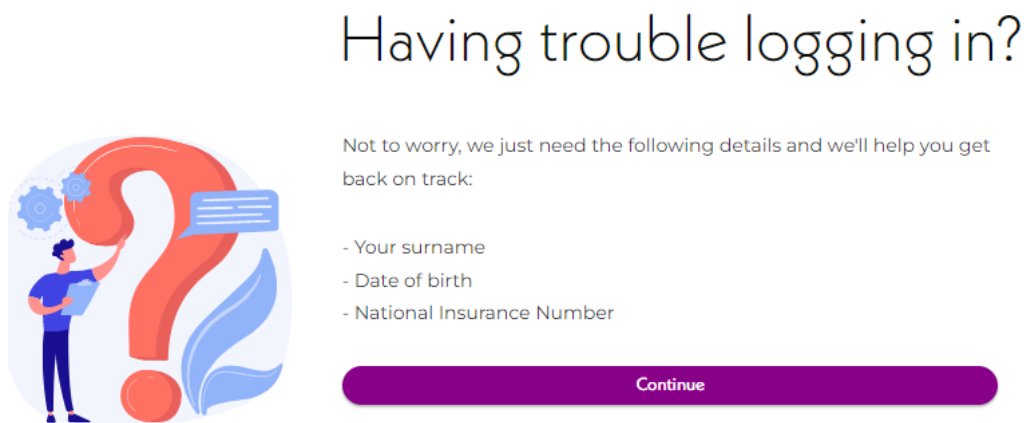 Having trouble logging in?
Not to worry, we just need the following details and we'll help you get
back on track:
- Your surname
- Date of birth
- National Insurance Number
Continue